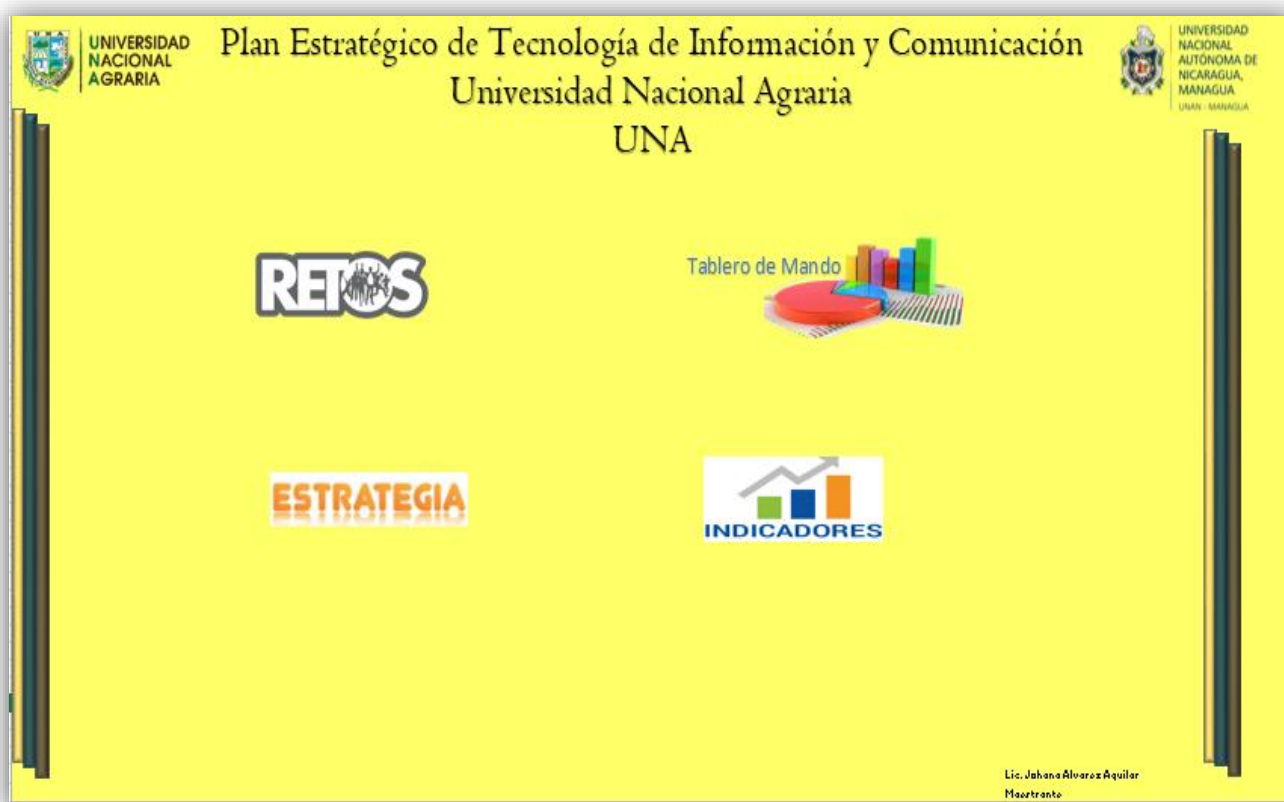 UNIVERSIDAD
NACIONAL
AGRARIA
Plan Estratégico de Tecnología de Información y Comunicación
Universidad Nacional Agraria
UNA
UNIVERSIDAD
NACIONAL
AUTÓNOMA DE
NICARAGUA,
MANAGUA
UNAN - MANAGUA
RETOS
Tablero de Mando
ESTRATEGIA
INDICADORES
Lic. Johana Alvarez Aguilar
Maestrante